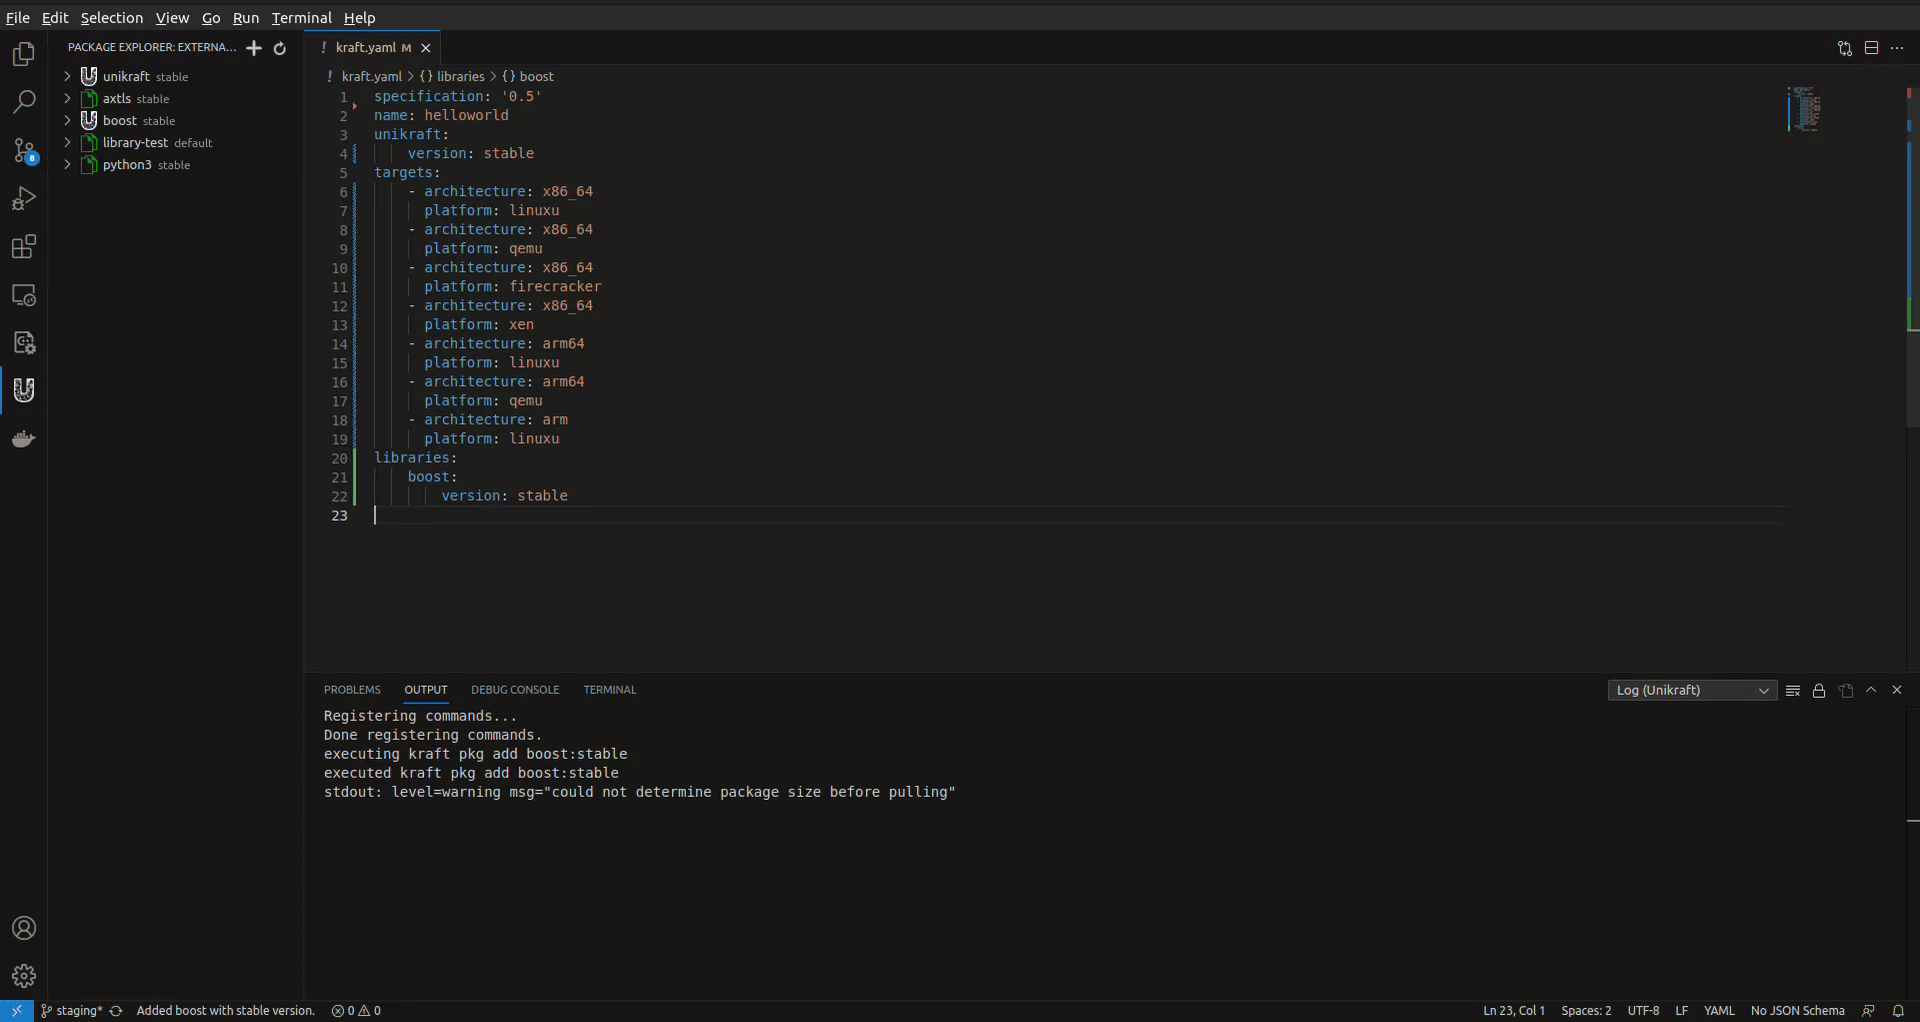 File Edit Selection View Go Run Terminal Help
PACKAGE EXPLORER: EXTERNA...
unikraft stable
axtls stable
boost stable
library-test default
python3 stable
8
! kraft.yaml M
! kraft.yaml > {} libraries > {} boost
1 specification: '0.5'
2 name: helloworld
3 unikraft:
4 version: stable
5 targets:
6 - architecture: x86_64
7 platform: linuxu
8 - architecture: x86_64
9 platform: qemu
10 - architecture: x86_64
11 platform: firecracker
12 - architecture: x86_64
13 platform: xen
14 - architecture: arm64
15 platform: linuxu
16 - architecture: arm64
17 platform: qemu
18 - architecture: arm
19 platform: linuxu
20 libraries:
21 boost:
22 version: stable
23
PROBLEMS OUTPUT DEBUG CONSOLE TERMINAL
Log (Unikraft)
Registering commands...
Done registering commands.
executing kraft pkg add boost:stable
executed kraft pkg add boost:stable
stdout: level=warning msg="could not determine package size before pulling"
staging* Added boost with stable version. 0 0 Ln 23, Col 1 Spaces: 2 UTF-8 LF YAML No JSON Schema